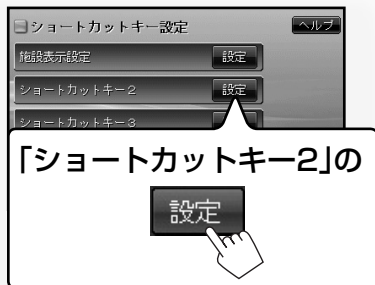 ショートカットキー設定 ヘルプ
施設表示設定 設定
ショートカットキー2 設定
ショートカットキー3
「ショートカットキー2」の
設定